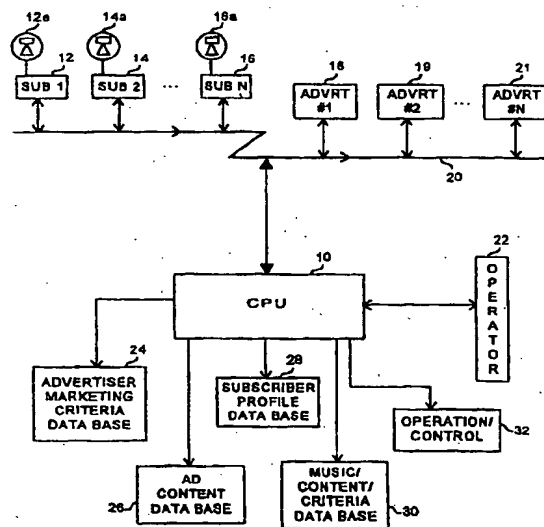 12a 14a 16a
12 14 16
SUB 1 SUB 2 ... SUB N
18 19 21
ADVRT #1 ADVRT #2 ... ADVRT #N
20
10
CPU
22
OPERATOR
24
ADVERTISER
MARKETING
CRITERIA
DATA BASE
28
SUBSCRIBER
PROFILE
DATA BASE
OPERATION/
CONTROL
32
26
AD
CONTENT
DATA BASE
MUSIC/
CONTENT/
CRITERIA
DATA BASE
30